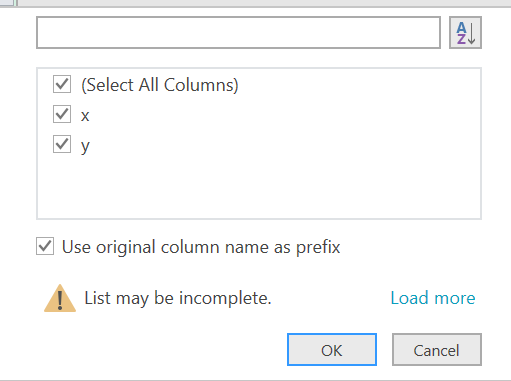 A
Z
(Select All Columns)
x
y
Use original column name as prefix
List may be incomplete. Load more
OK Cancel